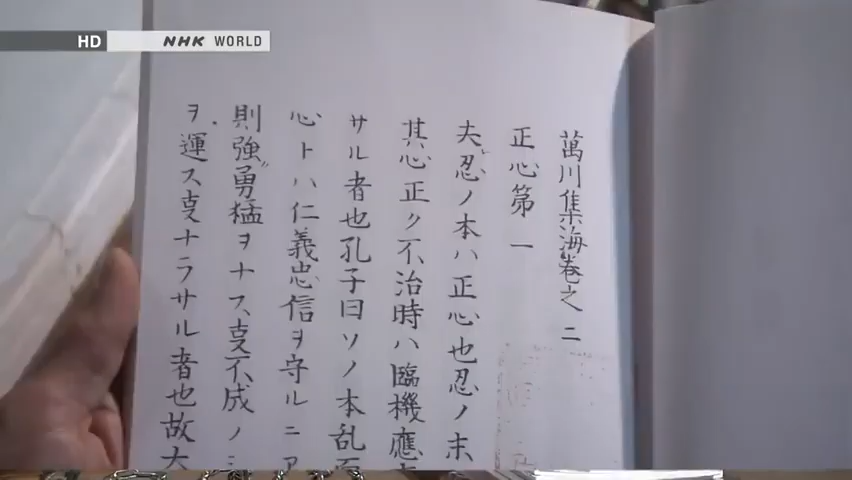 HD
NHK WORLD
萬川集海巻之二
正心第一
夫忍ノ本ハ正心也忍ノ末
其心正ク不治時ハ臨機應
サル者也孔子曰ソノ本乱
心トハ仁義忠信ヲ守ルニ
則強勇猛ヲナス叓不成ノ
ヲ運ス叓ナラサル者也故大